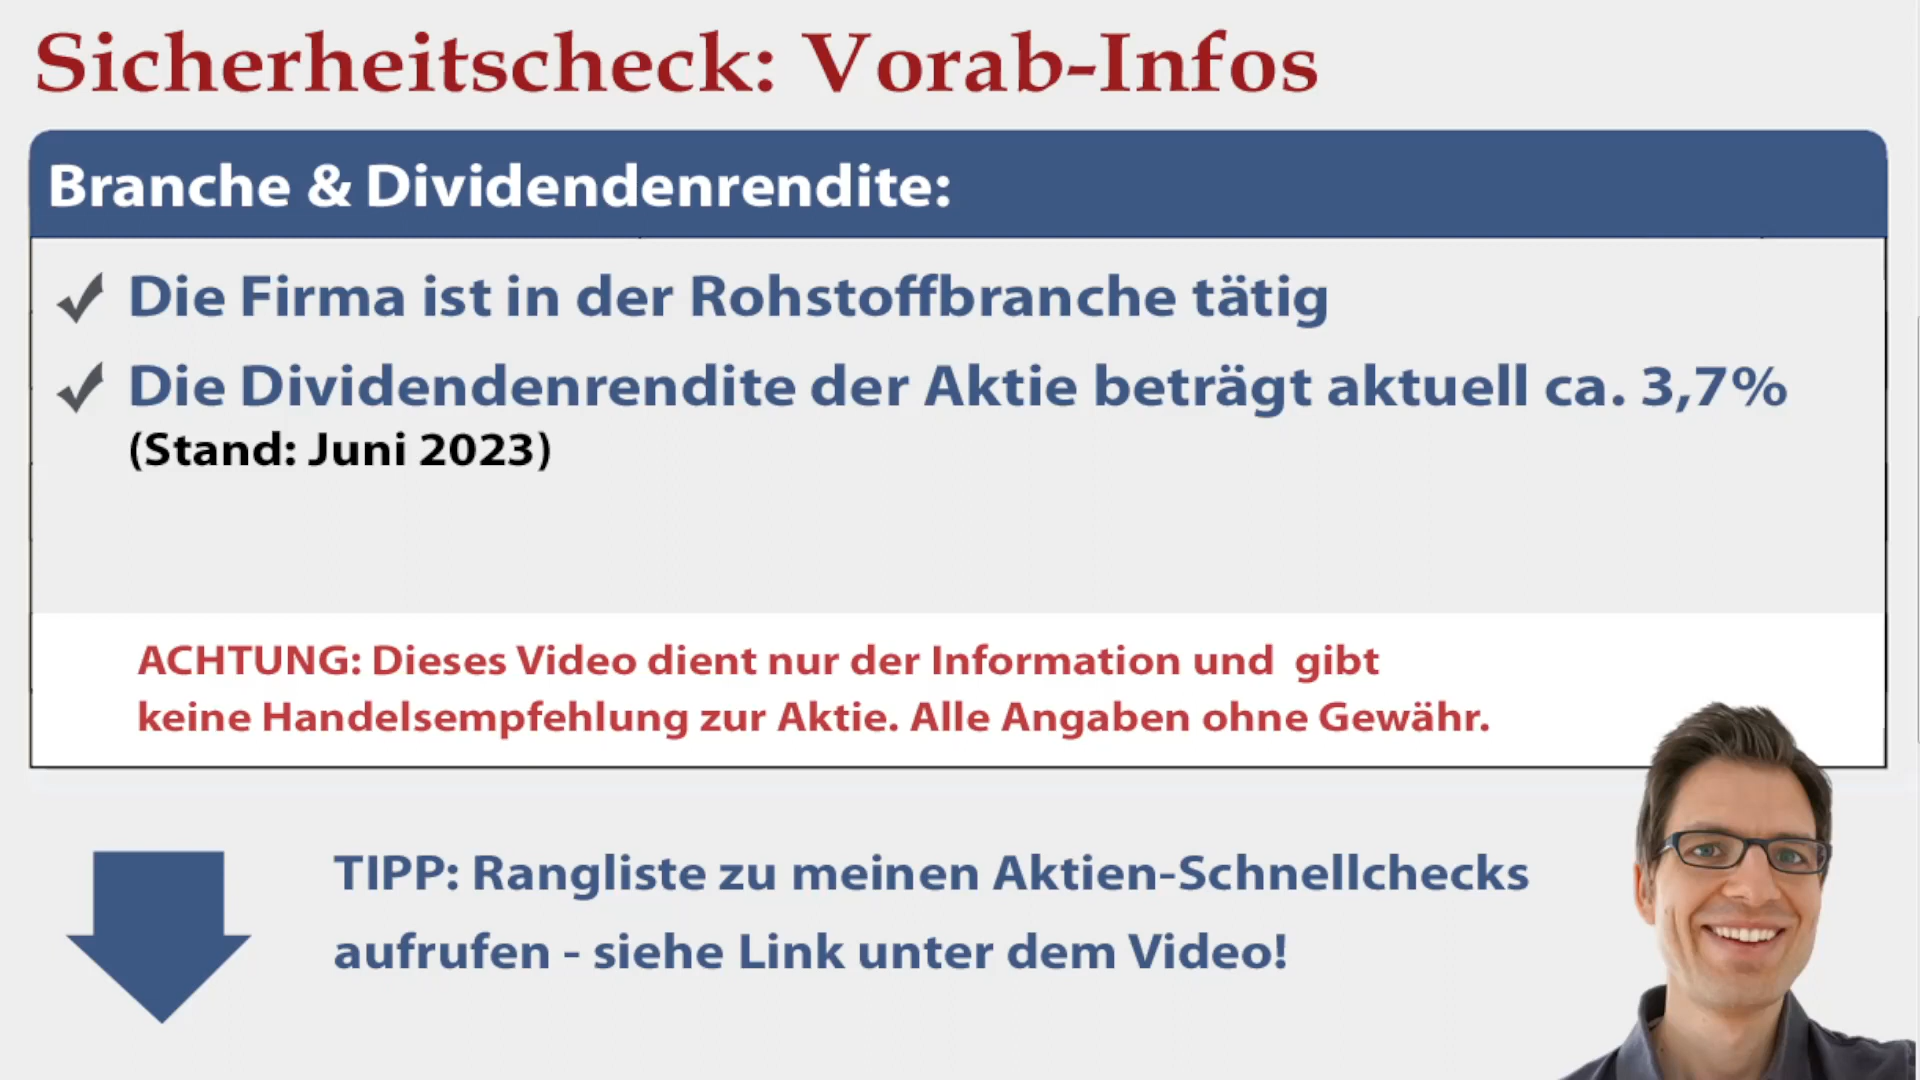 Sicherheitscheck: Vorab-Infos
Branche & Dividendenrendite:
Die Firma ist in der Rohstoffbranche tätig
Die Dividendenrendite der Aktie beträgt aktuell ca. 3,7%
(Stand: Juni 2023)
ACHTUNG: Dieses Video dient nur der Information und gibt
keine Handelsempfehlung zur Aktie. Alle Angaben ohne Gewähr.
TIPP: Rangliste zu meinen Aktien-Schnellchecks
aufrufen - siehe Link unter dem Video!